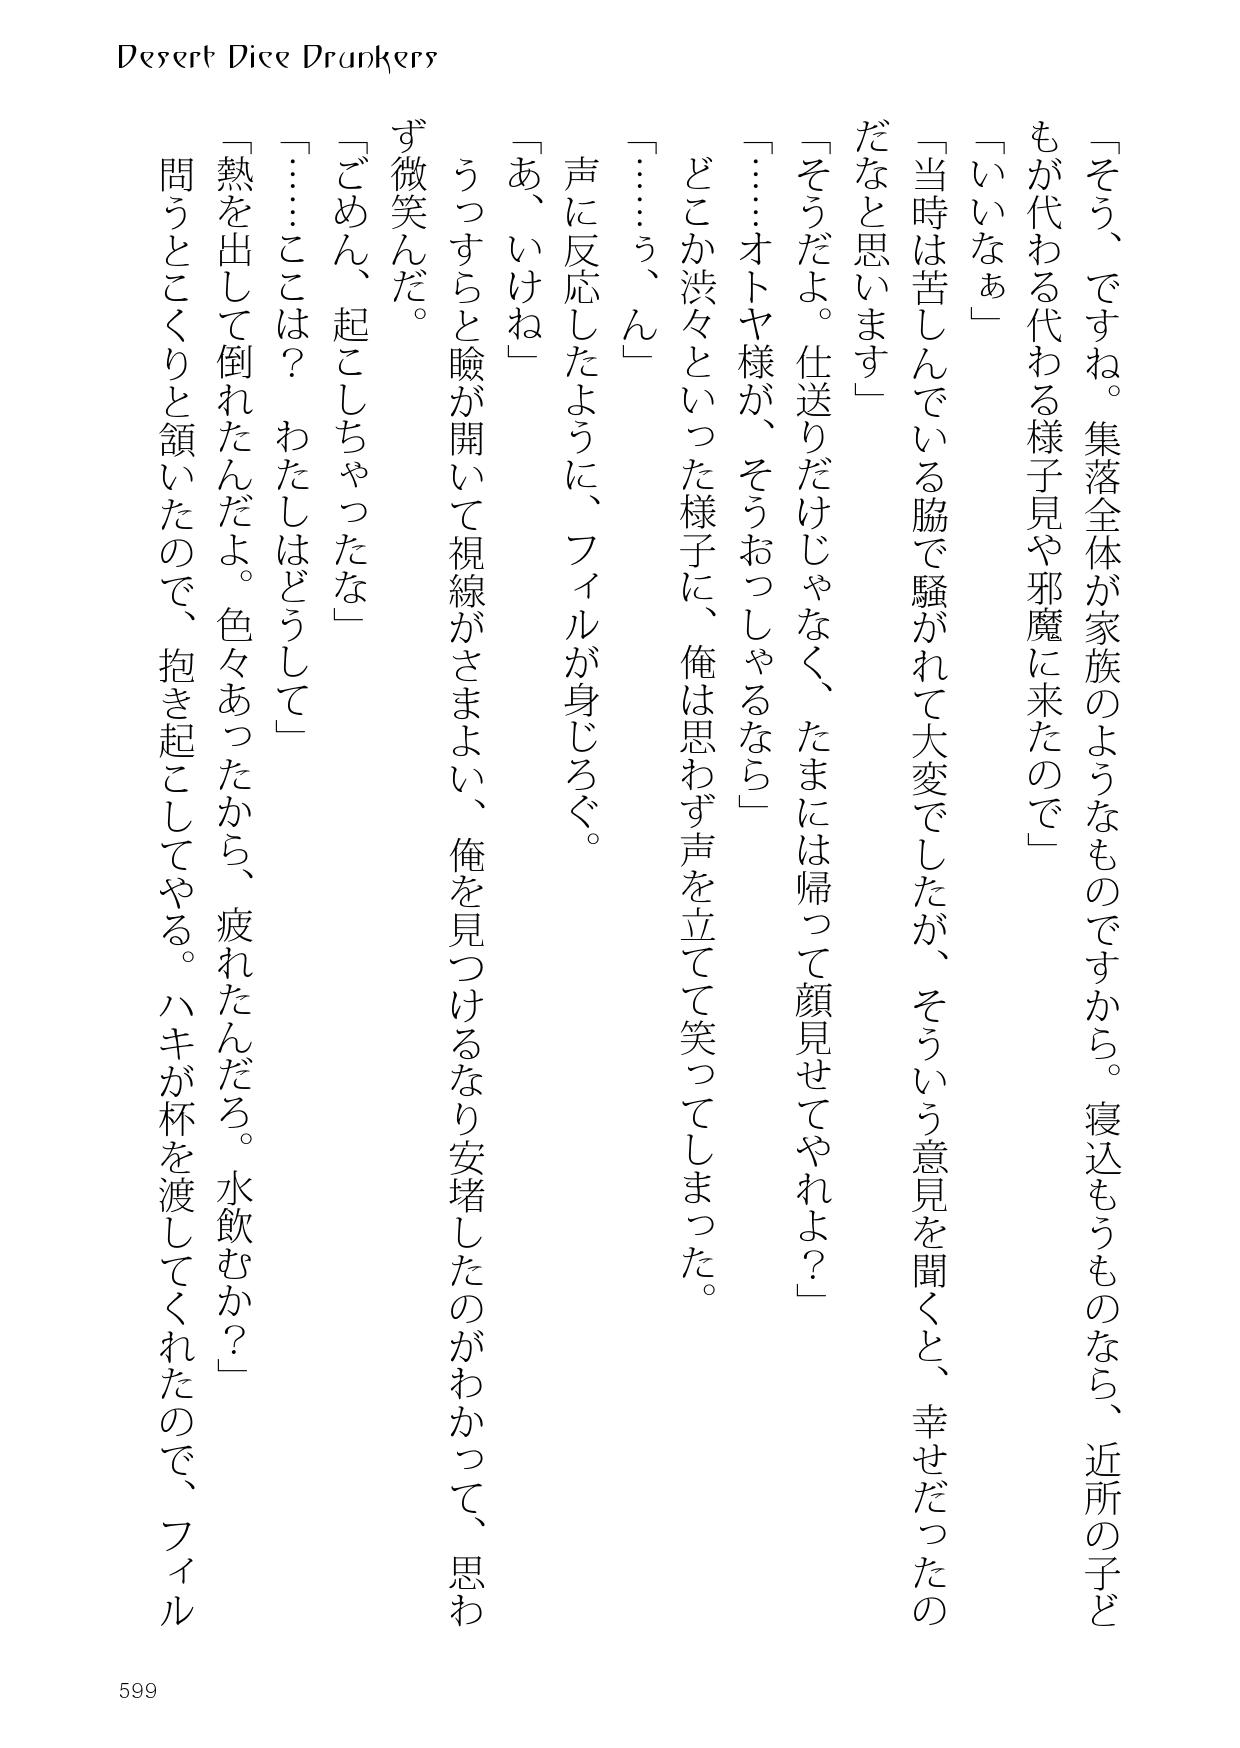 Desert Dice Drunkers
「そう、ですね。集落全体が家族のようなものですから。寝込もうものなら、近所の子ど
もが代わる代わる様子見や邪魔に来たので」
「いいなぁ」
「当時は苦しんでいる脇で騒がれて大変でしたが、そういう意見を聞くと、幸せだったの
だなと思います」
「そうだよ。仕送りだけじゃなく、たまには帰って顔見せてやれよ？」
「……オトヤ様が、そうおっしゃるなら」
どこか渋々といった様子に、俺は思わず声を立てて笑ってしまった。
「……ぅ、ん」
声に反応したように、フィルが身じろぐ。
「あ、いけね」
うっすらと瞼が開いて視線がさまよい、俺を見つけるなり安堵したのがわかって、思わ
ず微笑んだ。
「ごめん、起こしちゃったな」
「……ここは？　わたしはどうして」
「熱を出して倒れたんだよ。色々あったから、疲れたんだろ。水飲むか？」
問うとこくりと頷いたので、抱き起こしてやる。ハキが杯を渡してくれたので、フィル
599